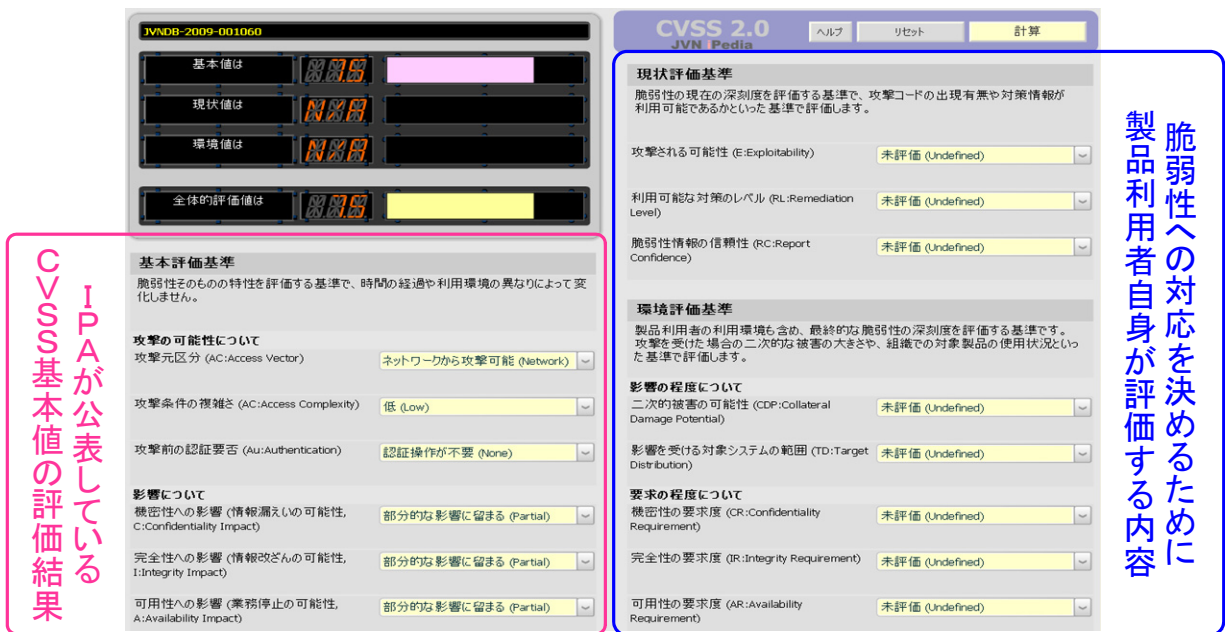 JVNDB-2009-001060
基本値は
7.5
現状値は
N/A
環境値は
N/A
全体的評価値は
7.5
CVSS 2.0
JVN iPedia
ヘルプ
リセット
計算
基本評価基準
脆弱性そのものの特性を評価する基準で、時間の経過や利用環境の異なりによって変
化しません。
攻撃の可能性について
攻撃元区分 (AC:Access Vector)
ネットワークから攻撃可能 (Network)
攻撃条件の複雑さ (AC:Access Complexity)
低 (Low)
攻撃前の認証要否 (Au:Authentication)
認証操作が不要 (None)
影響について
機密性への影響 (情報漏えいの可能性,
C:Confidentiality Impact)
部分的な影響に留まる (Partial)
完全性への影響 (情報改ざんの可能性,
I:Integrity Impact)
部分的な影響に留まる (Partial)
可用性への影響 (業務停止の可能性,
A:Availability Impact)
部分的な影響に留まる (Partial)
IPAが公表している
CVSS基本値の評価結果
現状評価基準
脆弱性の現在の深刻度を評価する基準で、攻撃コードの出現有無や対策情報が
利用可能であるかといった基準で評価します。
攻撃される可能性 (E:Exploitability)
未評価 (Undefined)
利用可能な対策のレベル (RL:Remediation
Level)
未評価 (Undefined)
脆弱性情報の信頼性 (RC:Report
Confidence)
未評価 (Undefined)
環境評価基準
製品利用者の利用環境も含め、最終的な脆弱性の深刻度を評価する基準です。
攻撃を受けた場合の二次的な被害の大きさや、組織での対象製品の使用状況といっ
た基準で評価します。
影響の程度について
二次的被害の可能性 (CDP:Collateral
Damage Potential)
未評価 (Undefined)
影響を受ける対象システムの範囲 (TD:Target
Distribution)
未評価 (Undefined)
要求の程度について
機密性の要求度 (CR:Confidentiality
Requirement)
未評価 (Undefined)
完全性の要求度 (IR:Integrity Requirement)
未評価 (Undefined)
可用性の要求度 (AR:Availability
Requirement)
未評価 (Undefined)
脆弱性への対応を決めるために
製品利用者自身が評価する内容